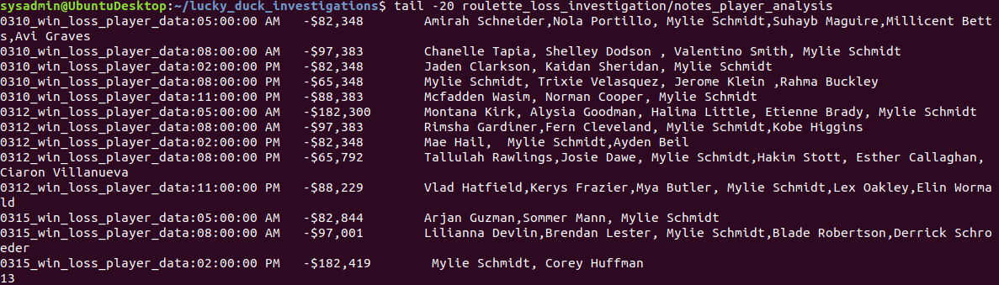 sysadmin@UbuntuDesktop:~/lucky_duck_investigations$ tail -20 roulette_loss_investigation/notes_player_analysis
0310_win_loss_player_data:05:00:00 AM   -$82,348        Amirah Schneider,Nola Portillo, Mylie Schmidt,Suhayb Maguire,Millicent Bett
s,Avi Graves
0310_win_loss_player_data:08:00:00 AM   -$97,383        Chanelle Tapia, Shelley Dodson , Valentino Smith, Mylie Schmidt
0310_win_loss_player_data:02:00:00 PM   -$82,348        Jaden Clarkson, Kaidan Sheridan, Mylie Schmidt
0310_win_loss_player_data:08:00:00 PM   -$65,348        Mylie Schmidt, Trixie Velasquez, Jerome Klein ,Rahma Buckley
0310_win_loss_player_data:11:00:00 PM   -$88,383        Mcfadden Wasim, Norman Cooper, Mylie Schmidt
0312_win_loss_player_data:05:00:00 AM   -$182,300       Montana Kirk, Alysia Goodman, Halima Little, Etienne Brady, Mylie Schmidt
0312_win_loss_player_data:08:00:00 AM   -$97,383        Rimsha Gardiner,Fern Cleveland, Mylie Schmidt,Kobe Higgins
0312_win_loss_player_data:02:00:00 PM   -$82,348        Mae Hail,  Mylie Schmidt,Ayden Beil
0312_win_loss_player_data:08:00:00 PM   -$65,792        Tallulah Rawlings,Josie Dawe, Mylie Schmidt,Hakim Stott, Esther Callaghan,
Ciaron Villanueva
0312_win_loss_player_data:11:00:00 PM   -$88,229        Vlad Hatfield,Kerys Frazier,Mya Butler, Mylie Schmidt,Lex Oakley,Elin Worma
ld
0315_win_loss_player_data:05:00:00 AM   -$82,844        Arjan Guzman,Sommer Mann, Mylie Schmidt
0315_win_loss_player_data:08:00:00 AM   -$97,001        Lilianna Devlin,Brendan Lester, Mylie Schmidt,Blade Robertson,Derrick Schro
eder
0315_win_loss_player_data:02:00:00 PM   -$182,419        Mylie Schmidt, Corey Huffman
13